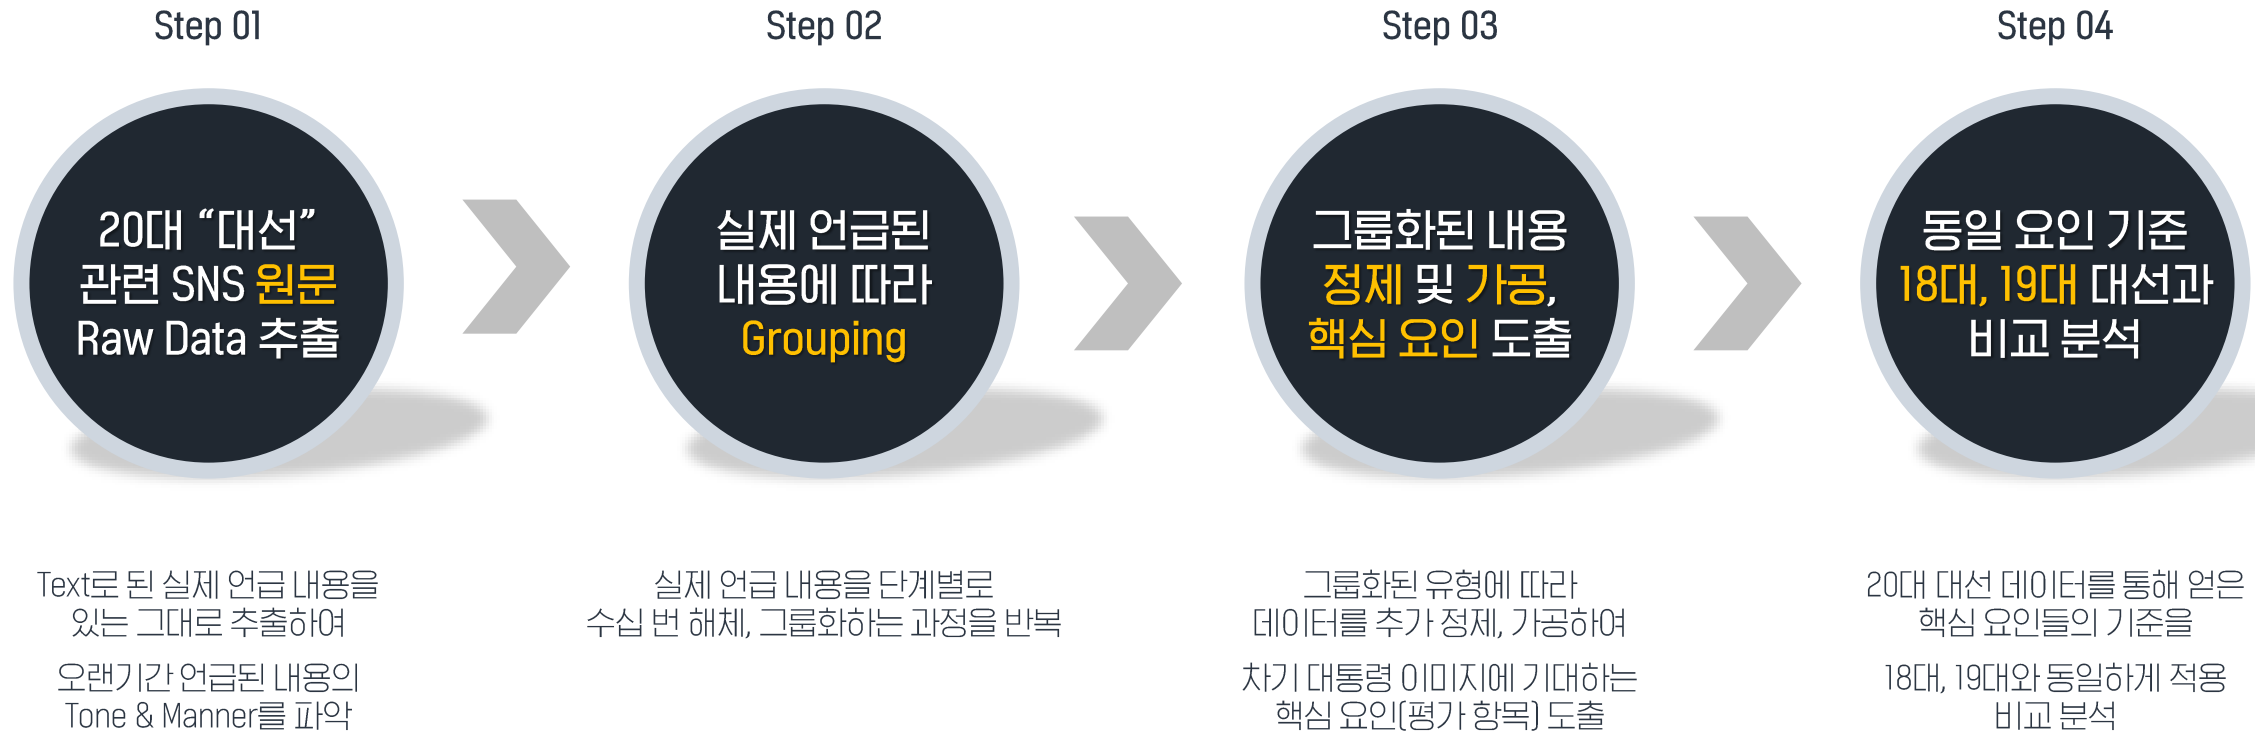 Step 01
20대 “대선”
관련 SNS 원문
Raw Data 추출
Text로 된 실제 언급 내용을
있는 그대로 추출하여
오랜기간 언급된 내용의
Tone & Manner를 파악
Step 02
실제 언급된
내용에 따라
Grouping
실제 언급 내용을 단계별로
수십 번 해체, 그룹화하는 과정을 반복
Step 03
그룹화된 내용
정제 및 가공,
핵심 요인 도출
그룹화된 유형에 따라
데이터를 추가 정제, 가공하여
차기 대통령 이미지에 기대하는
핵심 요인(평가 항목) 도출
Step 04
동일 요인 기준
18대, 19대 대선과
비교 분석
20대 대선 데이터를 통해 얻은
핵심 요인들의 기준을
18대, 19대와 동일하게 적용
비교 분석